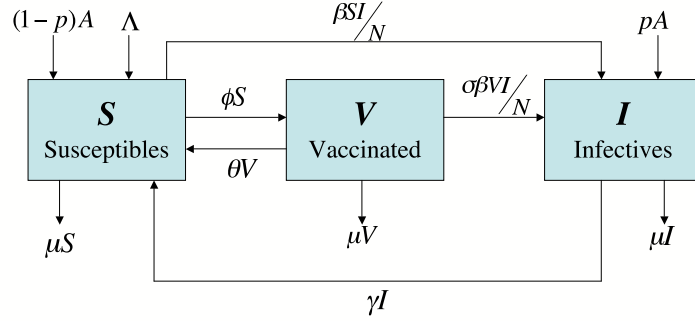 (1−p)A
Λ
βSI/N
pA
S
Susceptibles
ϕS
θV
V
Vaccinated
σβVI/N
I
Infectives
μS
μV
μI
γI